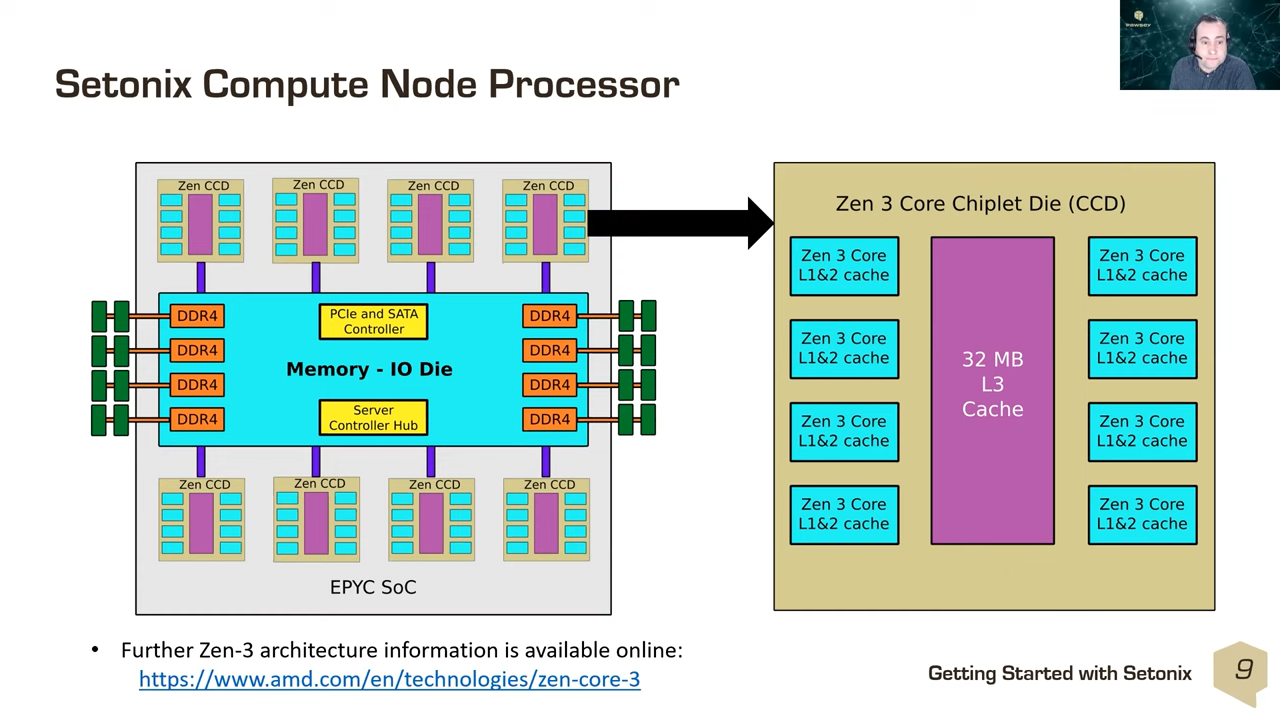 PAWSEY
Setonix Compute Node Processor
Zen CCD
Zen CCD
Zen CCD
Zen CCD
DDR4
DDR4
DDR4
DDR4
PCIe and SATA
Controller
Memory - IO Die
Server
Controller Hub
DDR4
DDR4
DDR4
DDR4
Zen CCD
Zen CCD
Zen CCD
Zen CCD
EPYC SoC
Zen 3 Core Chiplet Die (CCD)
Zen 3 Core
L1&2 cache
Zen 3 Core
L1&2 cache
Zen 3 Core
L1&2 cache
Zen 3 Core
L1&2 cache
32 MB
L3
Cache
Zen 3 Core
L1&2 cache
Zen 3 Core
L1&2 cache
Zen 3 Core
L1&2 cache
Zen 3 Core
L1&2 cache
• Further Zen-3 architecture information is available online:
https://www.amd.com/en/technologies/zen-core-3
Getting Started with Setonix
9